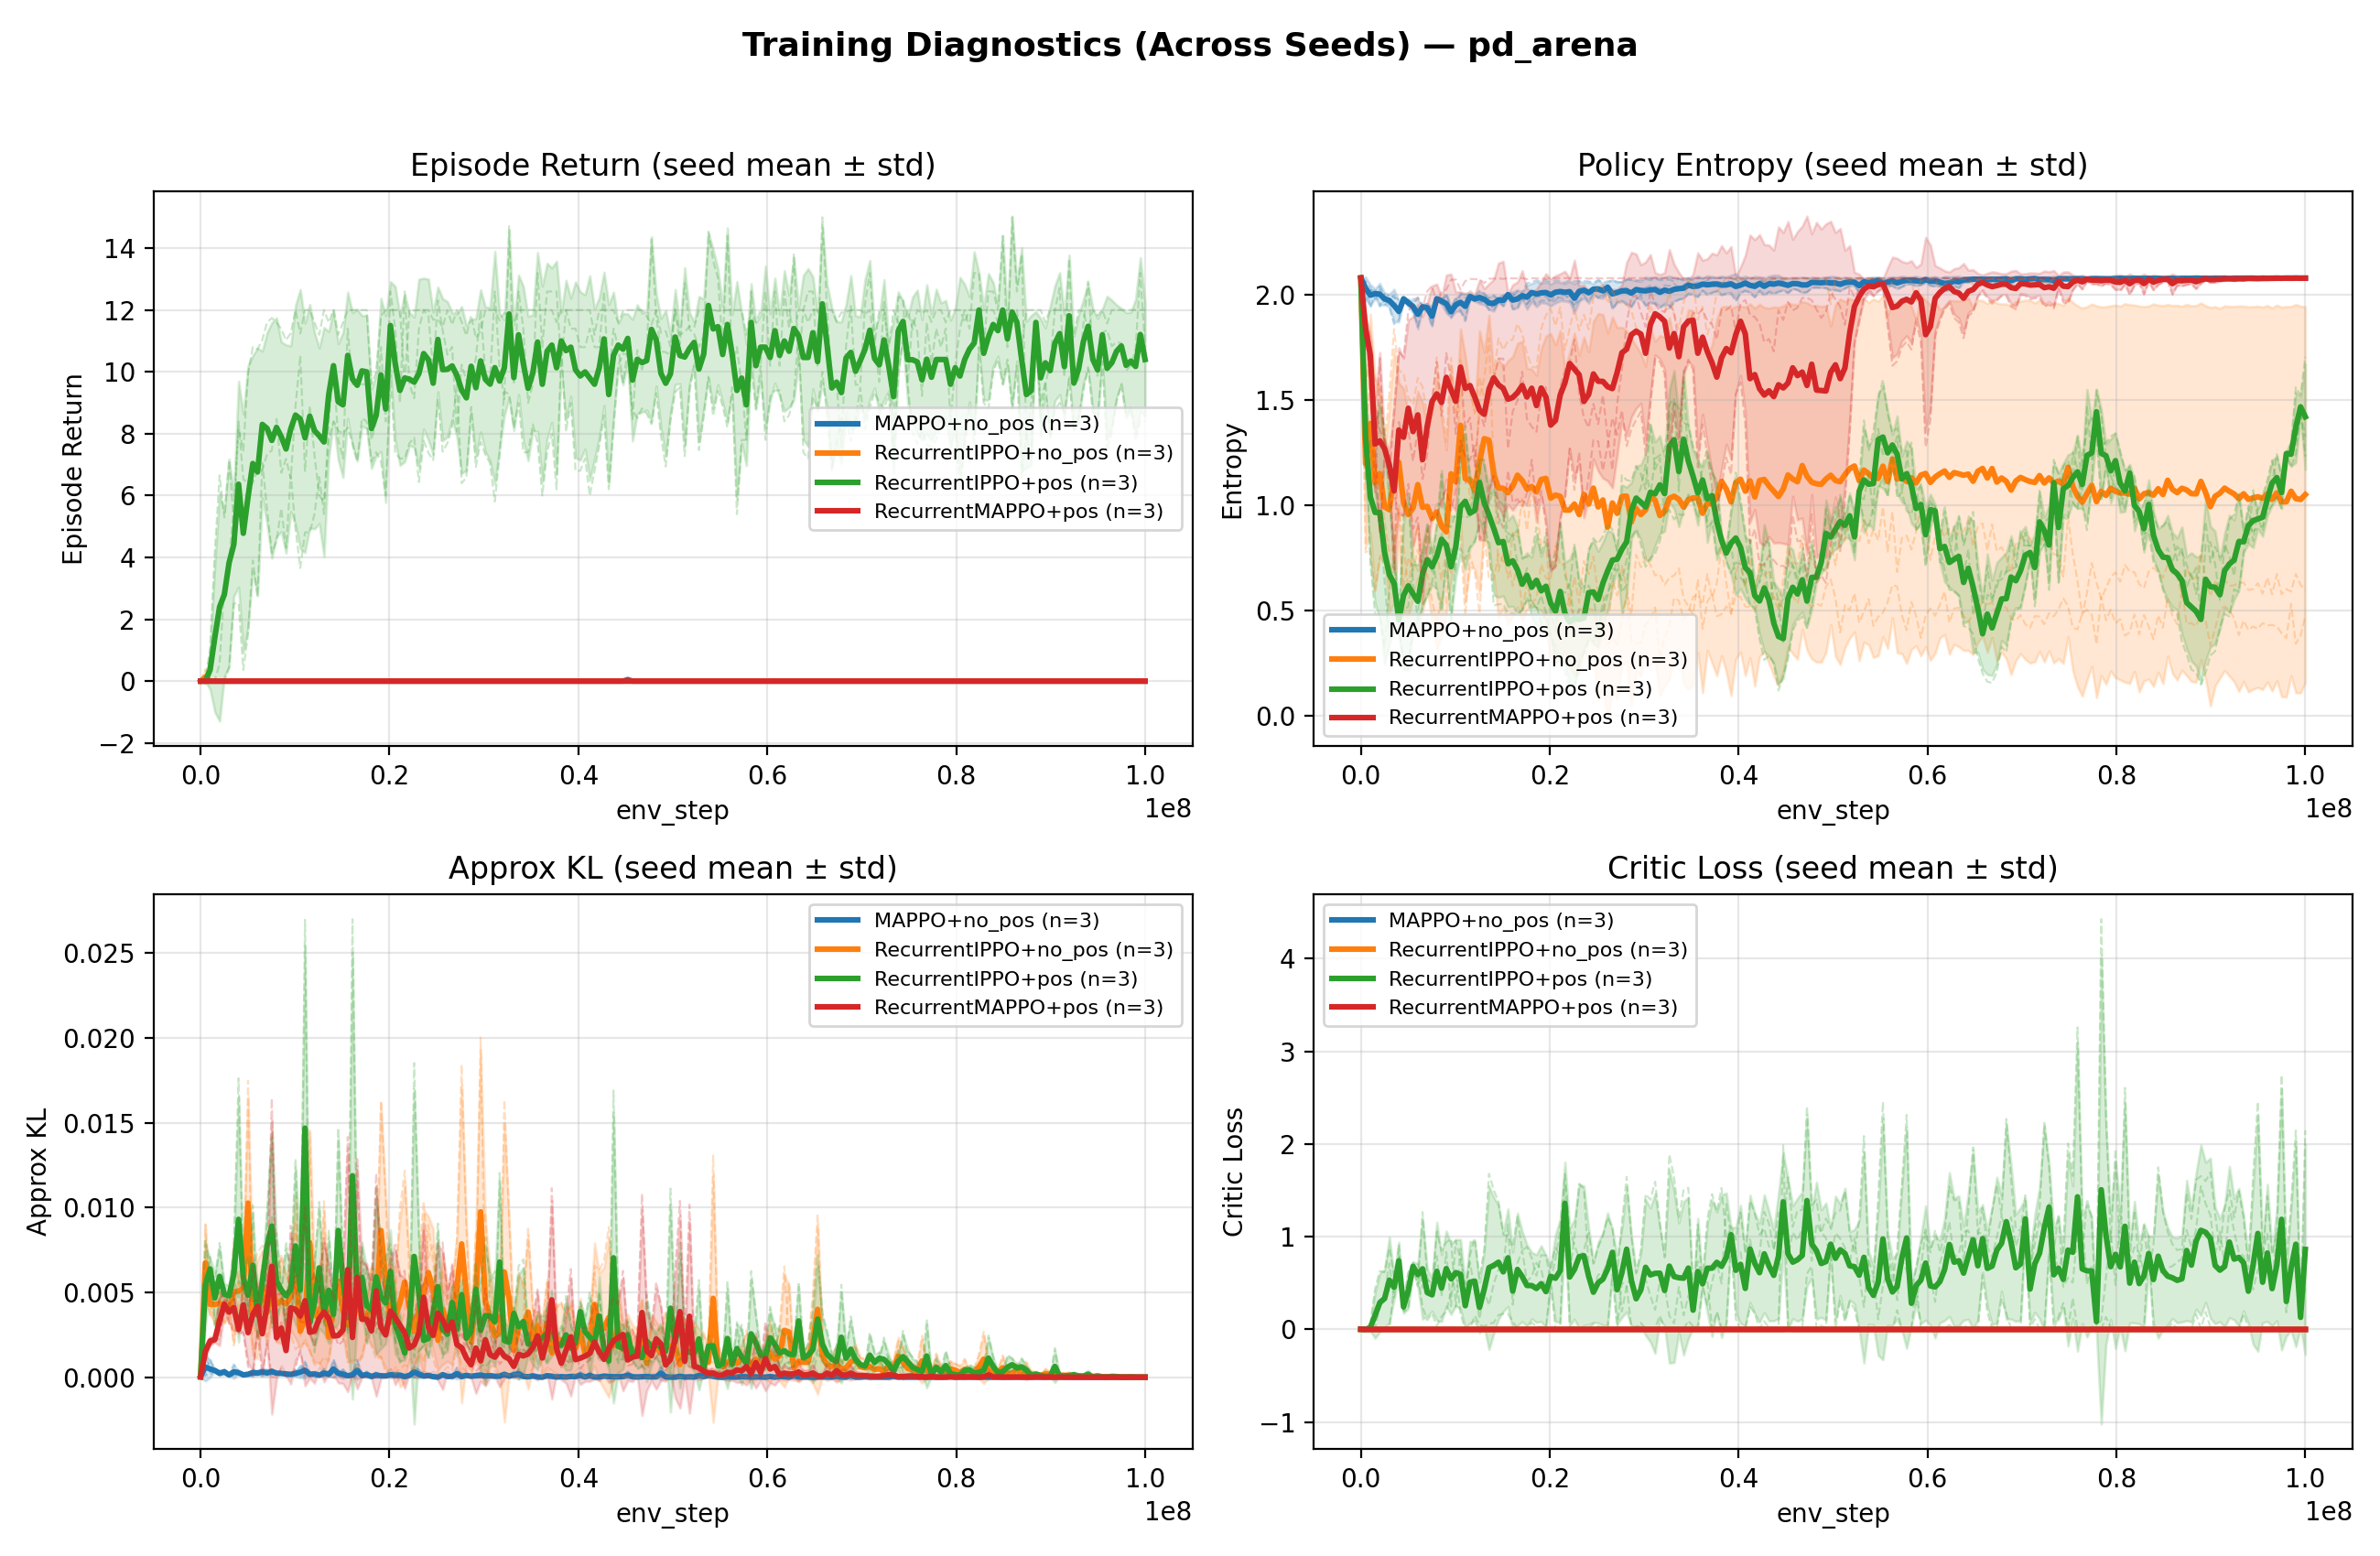 Training Diagnostics (Across Seeds) — pd_arena
Episode Return (seed mean ± std)
Episode Return
14
12
10
8
6
4
2
0
−2
MAPPO+no_pos (n=3)
RecurrentIPPO+no_pos (n=3)
RecurrentIPPO+pos (n=3)
RecurrentMAPPO+pos (n=3)
0.0 0.2 0.4 0.6 0.8 1.0
env_step
1e8
Policy Entropy (seed mean ± std)
Entropy
2.0
1.5
1.0
0.5
0.0
MAPPO+no_pos (n=3)
RecurrentIPPO+no_pos (n=3)
RecurrentIPPO+pos (n=3)
RecurrentMAPPO+pos (n=3)
0.0 0.2 0.4 0.6 0.8 1.0
env_step
1e8
Approx KL (seed mean ± std)
Approx KL
0.025
0.020
0.015
0.010
0.005
0.000
MAPPO+no_pos (n=3)
RecurrentIPPO+no_pos (n=3)
RecurrentIPPO+pos (n=3)
RecurrentMAPPO+pos (n=3)
0.0 0.2 0.4 0.6 0.8 1.0
env_step
1e8
Critic Loss (seed mean ± std)
Critic Loss
4
3
2
1
0
−1
MAPPO+no_pos (n=3)
RecurrentIPPO+no_pos (n=3)
RecurrentIPPO+pos (n=3)
RecurrentMAPPO+pos (n=3)
0.0 0.2 0.4 0.6 0.8 1.0
env_step
1e8